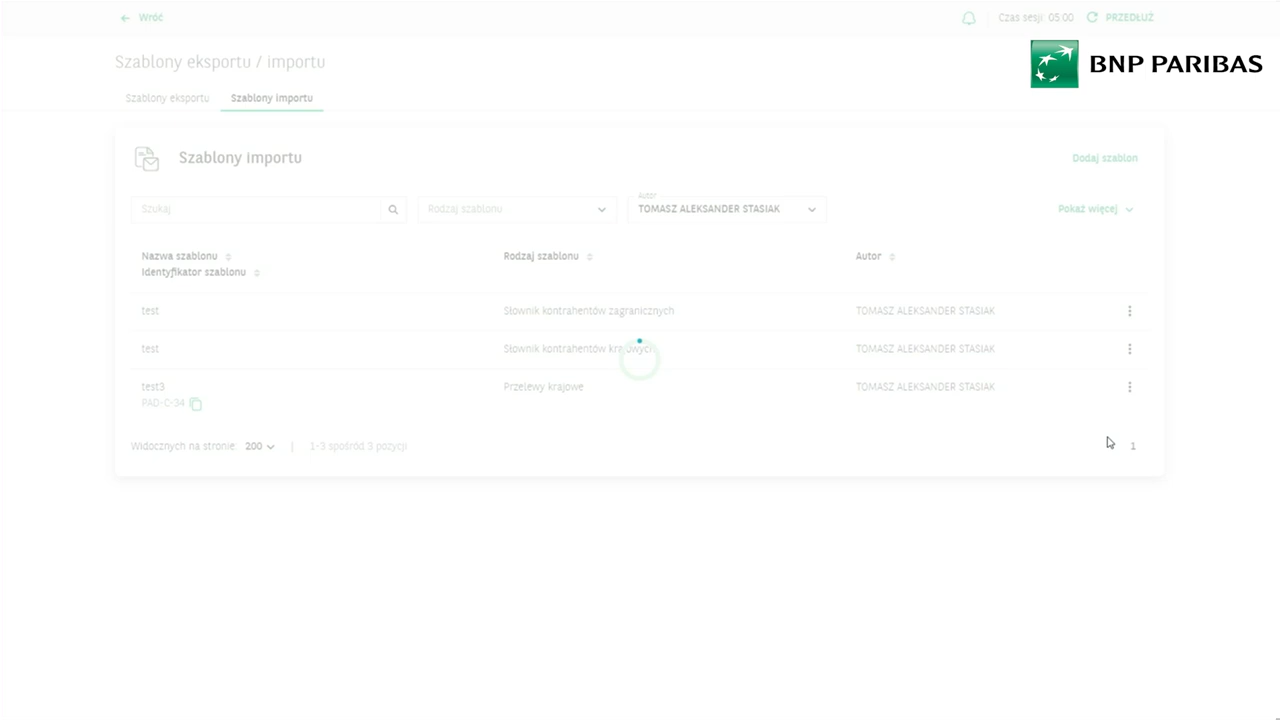 Wróć
Czas sesji: 05:00 PRZEDŁUŻ
BNP PARIBAS
Szablony eksportu / importu
Szablony eksportu Szablony importu
Szablony importu
Dodaj szablon
Szukaj
Rodzaj szablonu
Autor
TOMASZ ALEKSANDER STASIAK
Pokaż więcej
Nazwa szablonu Rodzaj szablonu Autor
Identyfikator szablonu
test Słownik kontrahentów zagranicznych TOMASZ ALEKSANDER STASIAK
test Słownik kontrahentów krajowych TOMASZ ALEKSANDER STASIAK
test3 Przelewy krajowe TOMASZ ALEKSANDER STASIAK
PAD-C-34
Widocznych na stronie: 200 | 1-3 spośród 3 pozycji 1